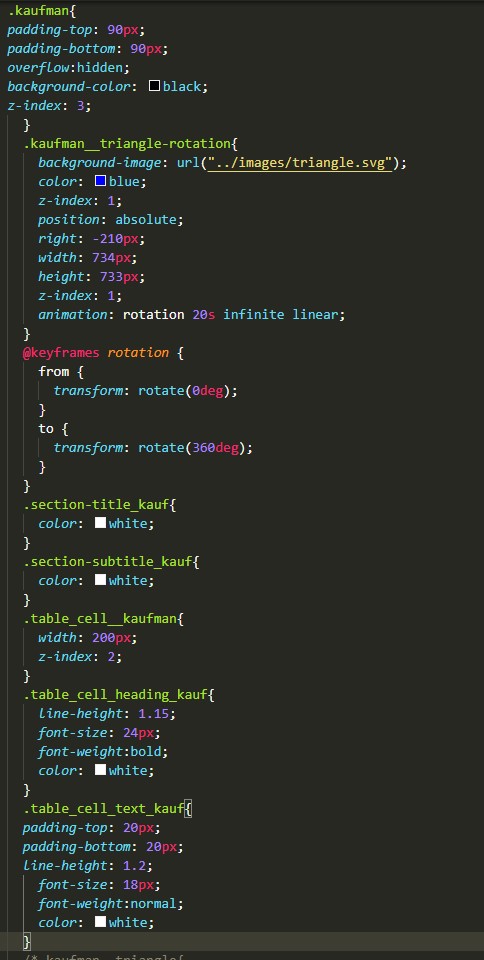 .kaufman{
padding-top: 90px;
padding-bottom: 90px;
overflow:hidden;
background-color: black;
z-index: 3;
}
.kaufman__triangle-rotation{
background-image: url("../images/triangle.svg");
color: blue;
z-index: 1;
position: absolute;
right: -210px;
width: 734px;
height: 733px;
z-index: 1;
animation: rotation 20s infinite linear;
}
@keyframes rotation {
from {
transform: rotate(0deg);
}
to {
transform: rotate(360deg);
}
}
.section-title_kauf{
color: white;
}
.section-subtitle_kauf{
color: white;
}
.table_cell__kaufman{
width: 200px;
z-index: 2;
}
.table_cell_heading_kauf{
line-height: 1.15;
font-size: 24px;
font-weight:bold;
color: white;
}
.table_cell_text_kauf{
padding-top: 20px;
padding-bottom: 20px;
line-height: 1.2;
font-size: 18px;
font-weight:normal;
color: white;
}
/* kaufman__triangle{